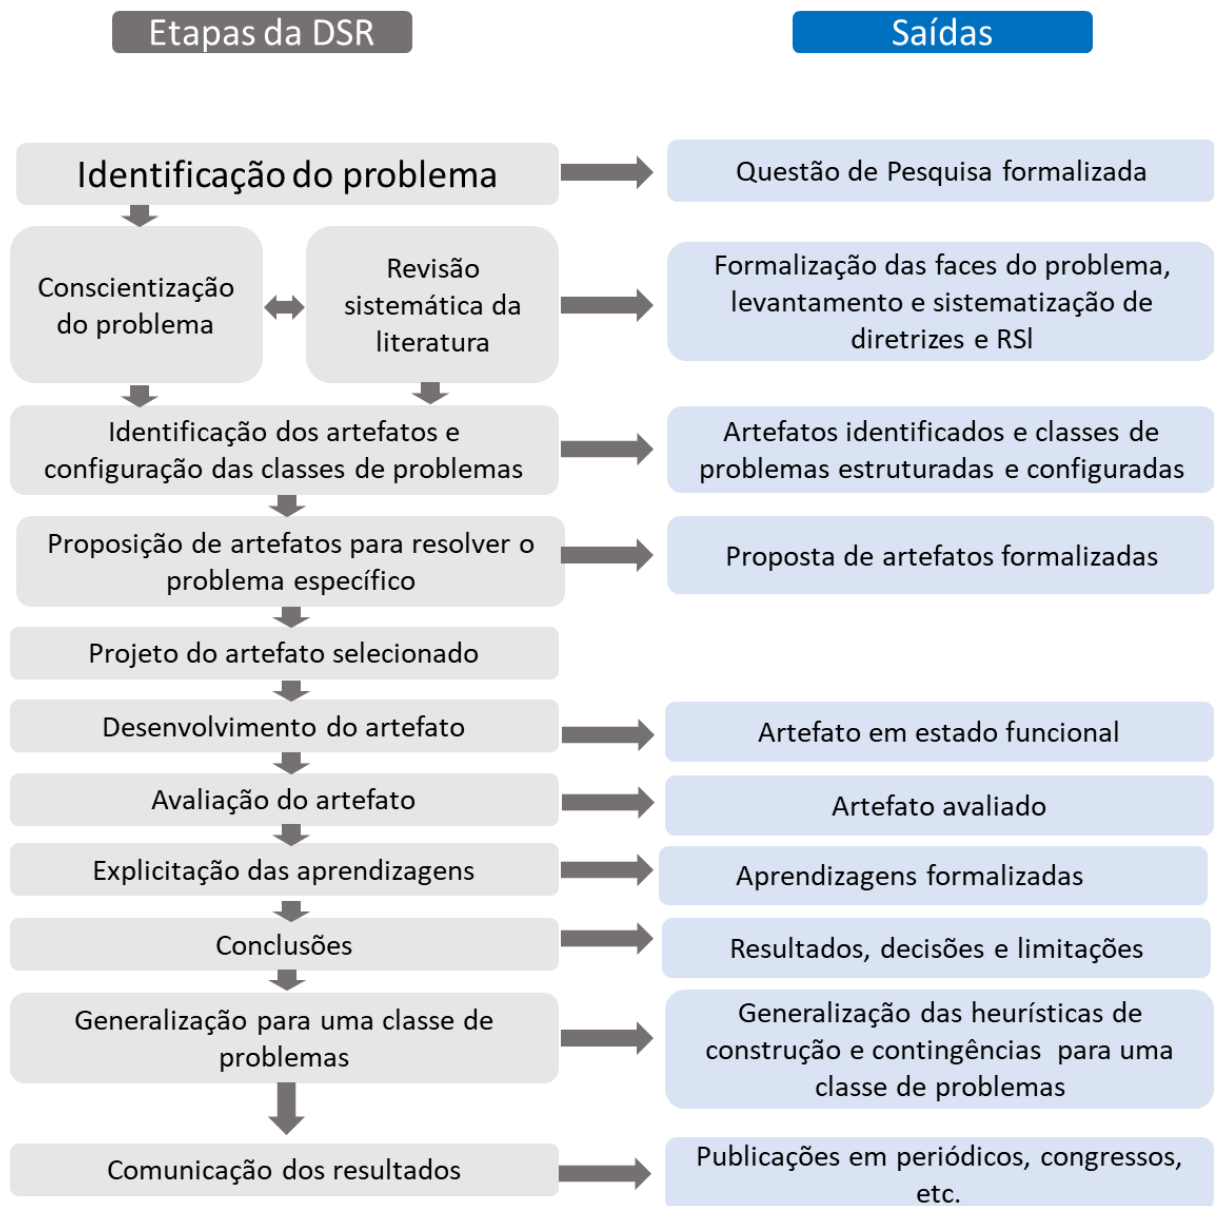 Etapas da DSR
Saídas
Identificação do problema
Questão de Pesquisa formalizada
Conscientização
do problema
Revisão
sistemática da
literatura
Formalização das faces do problema,
levantamento e sistematização de
diretrizes e RSl
Identificação dos artefatos e
configuração das classes de problemas
Artefatos identificados e classes de
problemas estruturadas e configuradas
Proposição de artefatos para resolver o
problema específico
Proposta de artefatos formalizadas
Projeto do artefato selecionado
Desenvolvimento do artefato
Artefato em estado funcional
Avaliação do artefato
Artefato avaliado
Explicitação das aprendizagens
Aprendizagens formalizadas
Conclusões
Resultados, decisões e limitações
Generalização para uma classe de
problemas
Generalização das heurísticas de
construção e contingências para uma
classe de problemas
Comunicação dos resultados
Publicações em periódicos, congressos,
etc.